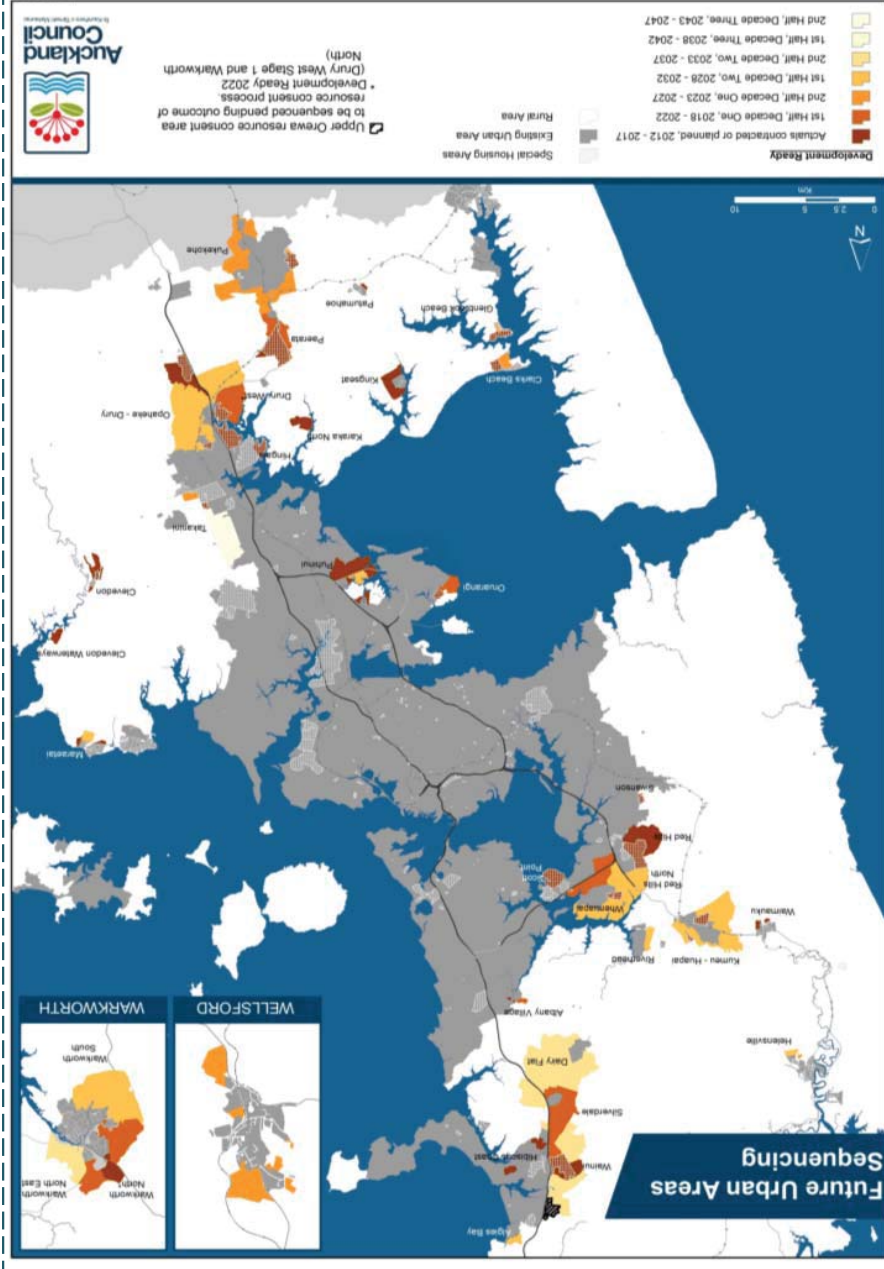 Future Urban Areas
Sequencing
WELLSFORD
WARKWORTH
Warkworth
North*
Warkworth
North East
Warkworth
South
Algies Bay
Wainui
Hibiscus Coast
Silverdale
Dairy Flat
Helensville
Albany Village
Riverhead
Kumeu - Huapai
Waimauku
Whenuapai
Scott
Point
Red Hills
North
Red Hills
Swanson
Maraetai
Clevedon Waterways
Clevedon
Oruarangi
Puhinui
Takanini
Hingaia
Karaka North
Opaheke - Drury
Drury West*
Kingseat
Clarks Beach
Glenbrook Beach
Paerata
Patumahoe
Pukekohe
N
0 2.5 5 10
Km
Development Ready
Actuals contracted or planned, 2012 - 2017
1st Half, Decade One, 2018 - 2022
2nd Half, Decade One, 2023 - 2027
1st Half, Decade Two, 2028 - 2032
2nd Half, Decade Two, 2033 - 2037
1st Half, Decade Three, 2038 - 2042
2nd Half, Decade Three, 2043 - 2047
Special Housing Areas
Existing Urban Area
Rural Area
Upper Orewa resource consent area
to be sequenced pending outcome of
resource consent process.
* Development Ready 2022
(Drury West Stage 1 and Warkworth
North)
Auckland
Council
Te Kaunihera o Tāmaki Makaurau